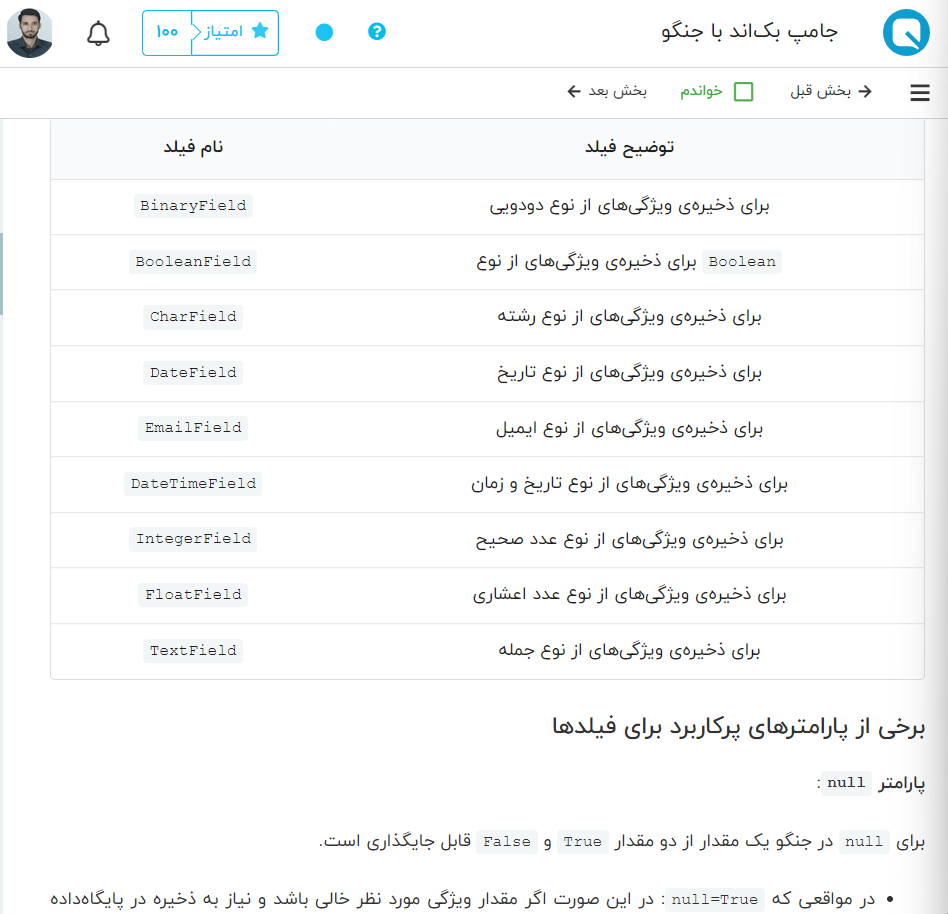 جامپ بک‌اند با جنگو
?
امتیاز ۱۰۰
بخش قبل
خواندم
بخش بعد
توضیح فیلد نام فیلد
برای ذخیره‌ی ویژگی‌های از نوع دودویی BinaryField
برای ذخیره‌ی ویژگی‌های از نوع Boolean BooleanField
برای ذخیره‌ی ویژگی‌های از نوع رشته CharField
برای ذخیره‌ی ویژگی‌های از نوع تاریخ DateField
برای ذخیره‌ی ویژگی‌های از نوع ایمیل EmailField
برای ذخیره‌ی ویژگی‌های از نوع تاریخ و زمان DateTimeField
برای ذخیره‌ی ویژگی‌های از نوع عدد صحیح IntegerField
برای ذخیره‌ی ویژگی‌های از نوع عدد اعشاری FloatField
برای ذخیره‌ی ویژگی‌های از نوع جمله TextField
برخی از پارامترهای پرکاربرد برای فیلدها
پارامتر null :
برای null در جنگو یک مقدار از دو مقدار True و False قابل جایگذاری است.
• در مواقعی که null=True : در این صورت اگر مقدار ویژگی مورد نظر خالی باشد و نیاز به ذخیره در پایگاه‌داده